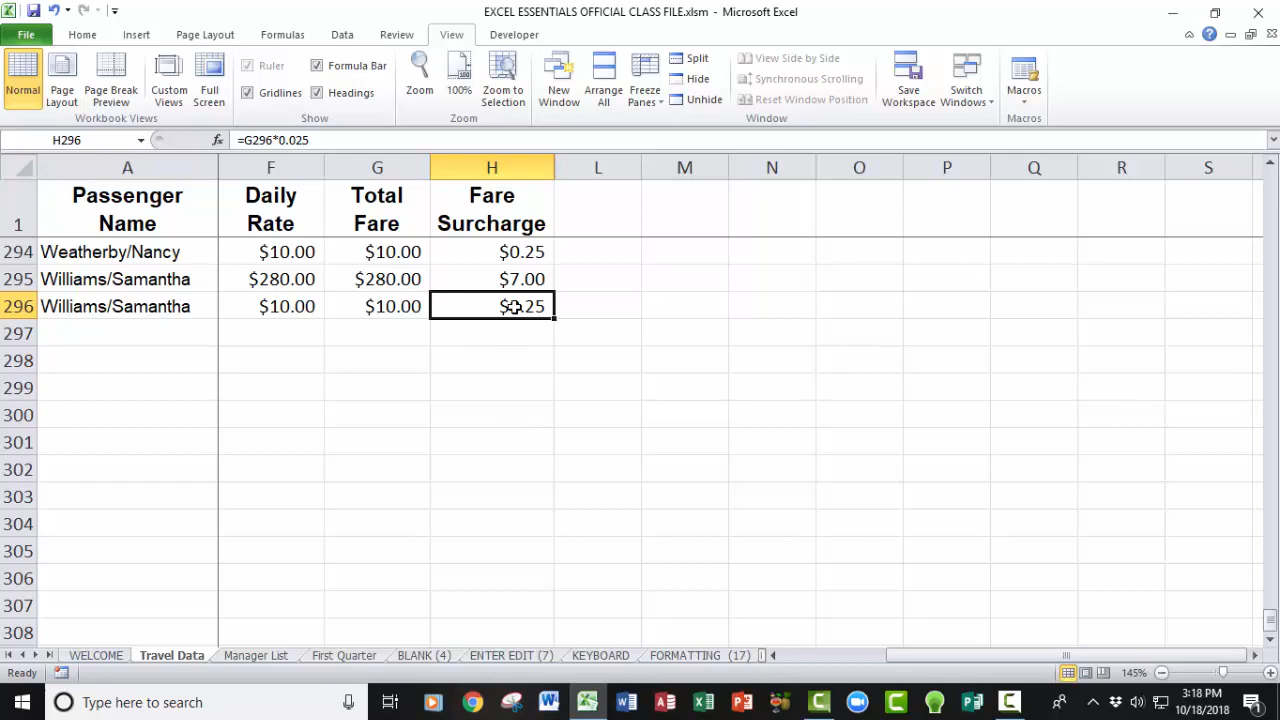 EXCEL ESSENTIALS OFFICIAL CLASS FILE.xlsm - Microsoft Excel
File Home Insert Page Layout Formulas Data Review View Developer
Normal
Page Layout
Page Break Preview
Custom Views
Full Screen
Workbook Views
Ruler
Formula Bar
Gridlines
Headings
Show
Zoom
100%
Zoom to Selection
Zoom
New Window
Arrange All
Freeze Panes
Split
Hide
Unhide
View Side by Side
Synchronous Scrolling
Reset Window Position
Window
Save Workspace
Switch Windows
Macros
Macros
H296 fx =G296*0.025
A F G H L M N O P Q R S
1 Passenger Name Daily Rate Total Fare Fare Surcharge
294 Weatherby/Nancy $10.00 $10.00 $0.25
295 Williams/Samantha $280.00 $280.00 $7.00
296 Williams/Samantha $10.00 $10.00 $0.25
297
298
299
300
301
302
303
304
305
306
307
308
WELCOME Travel Data Manager List First Quarter BLANK (4) ENTER EDIT (7) KEYBOARD FORMATTING (17)
Ready 145%
Type here to search
3:18 PM
10/18/2018